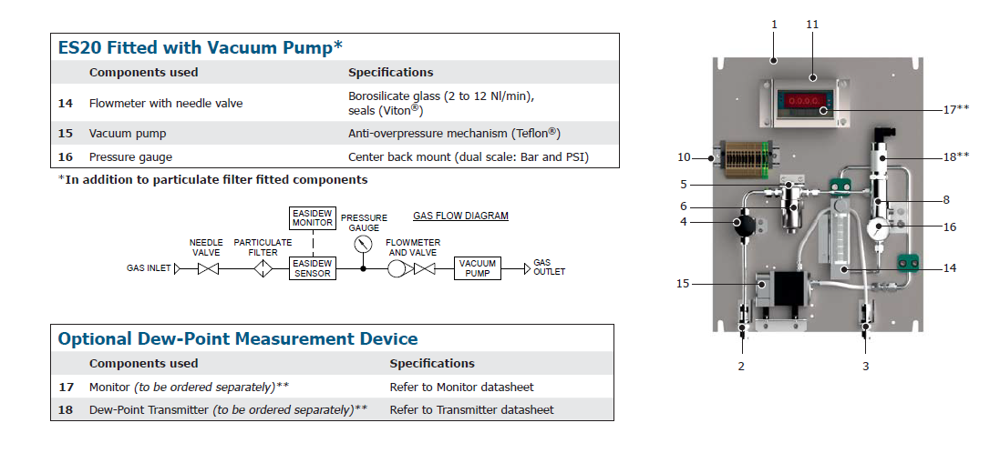 ES20 Fitted with Vacuum Pump*
Components used Specifications
14 Flowmeter with needle valve Borosilicate glass (2 to 12 Nl/min),
seals (Viton®)
15 Vacuum pump Anti-overpressure mechanism (Teflon®)
16 Pressure gauge Center back mount (dual scale: Bar and PSI)
*In addition to particulate filter fitted components
GAS FLOW DIAGRAM
EASIDEW
MONITOR
PRESSURE
GAUGE
NEEDLE
VALVE
PARTICULATE
FILTER
FLOWMETER
AND VALVE
GAS INLET
EASIDEW
SENSOR
VACUUM
PUMP
GAS
OUTLET
Optional Dew-Point Measurement Device
Components used Specifications
17 Monitor (to be ordered separately)** Refer to Monitor datasheet
18 Dew-Point Transmitter (to be ordered separately)** Refer to Transmitter datasheet
1 11
0.0.0.0.
17**
10
18**
5
8
6
4
16
14
15
2 3